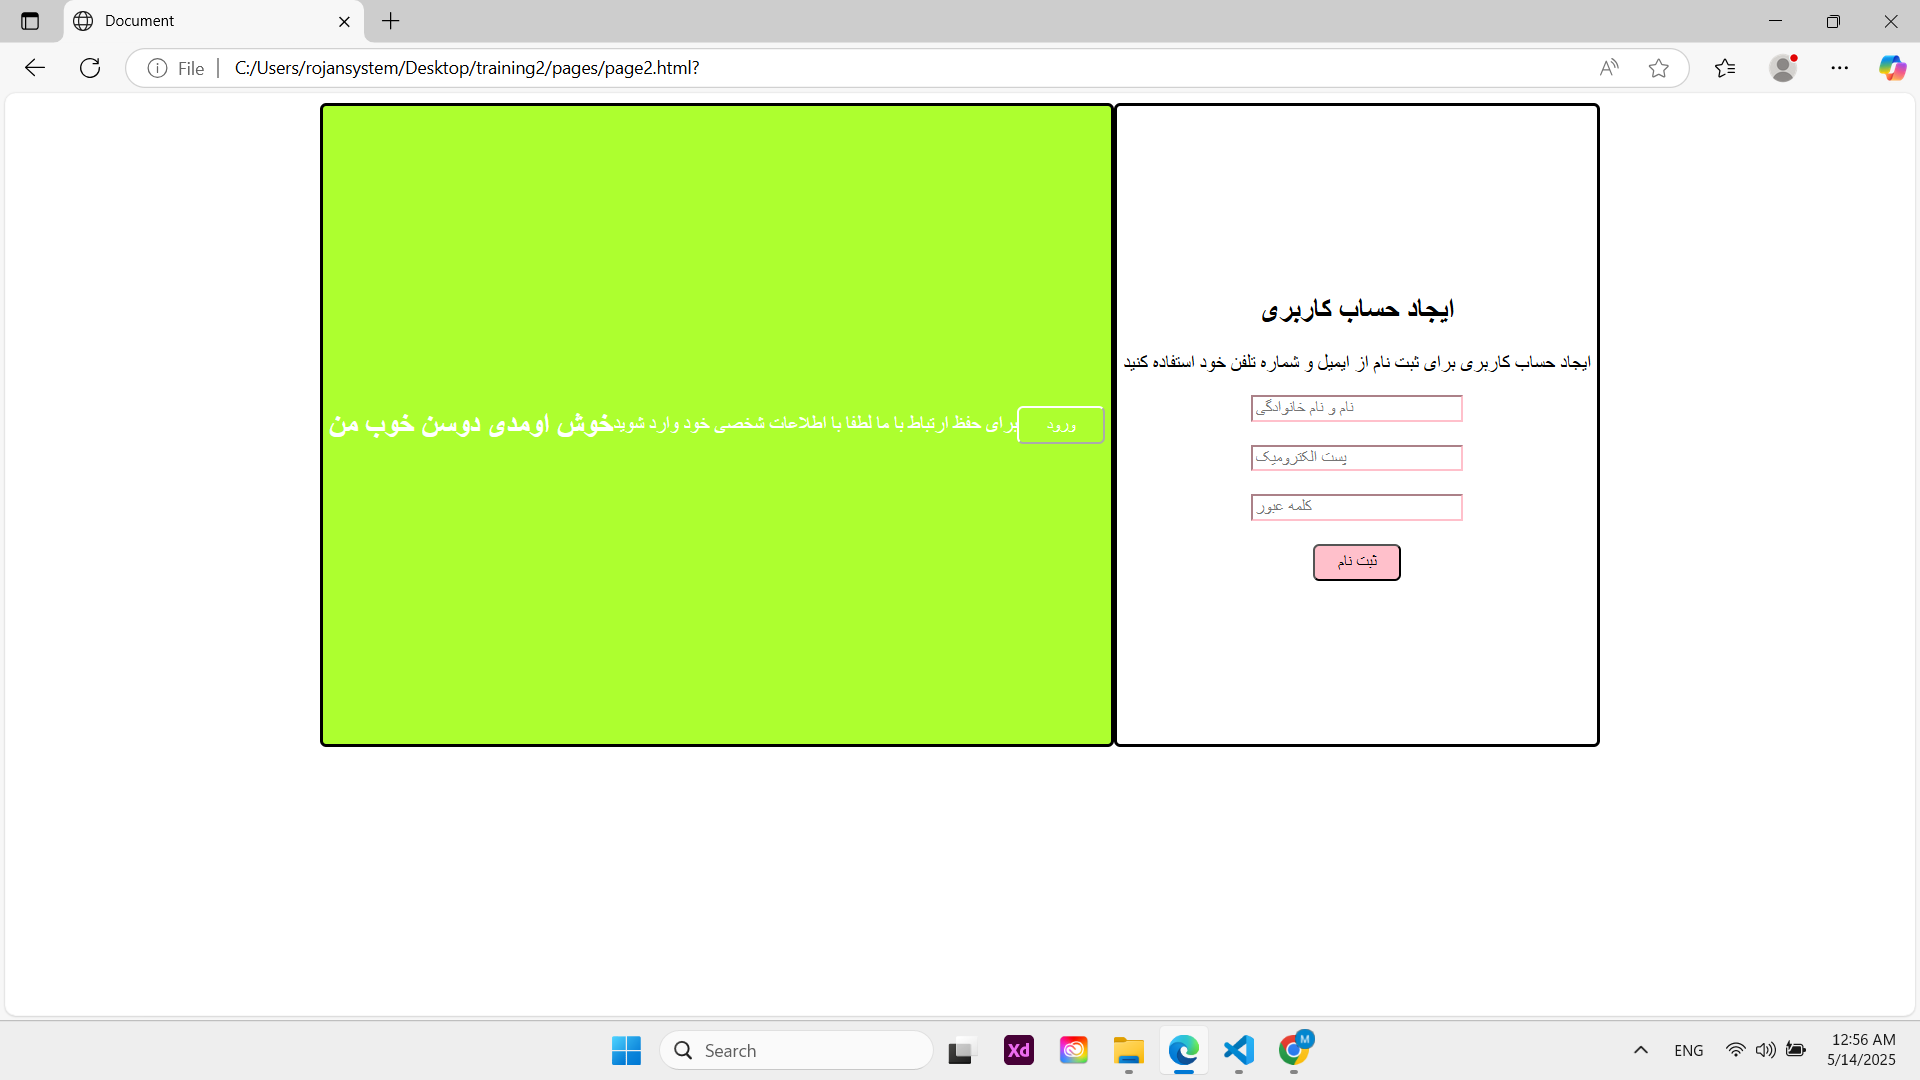 Document
File
C:/Users/rojansystem/Desktop/training2/pages/page2.html?
ایجاد حساب کاربری
ایجاد حساب کاربری برای ثبت نام از ایمیل و شماره تلفن خود استفاده کنید
نام و نام خانوادگی
پست الکترومیک
کلمه عبور
ثبت نام
خوش اومدی دوسن خوب من
برای حفظ ارتباط با ما لطفا با اطلاعات شخصی خود وارد شوید
ورود
Search
Xd
M
ENG
12:56 AM
5/14/2025